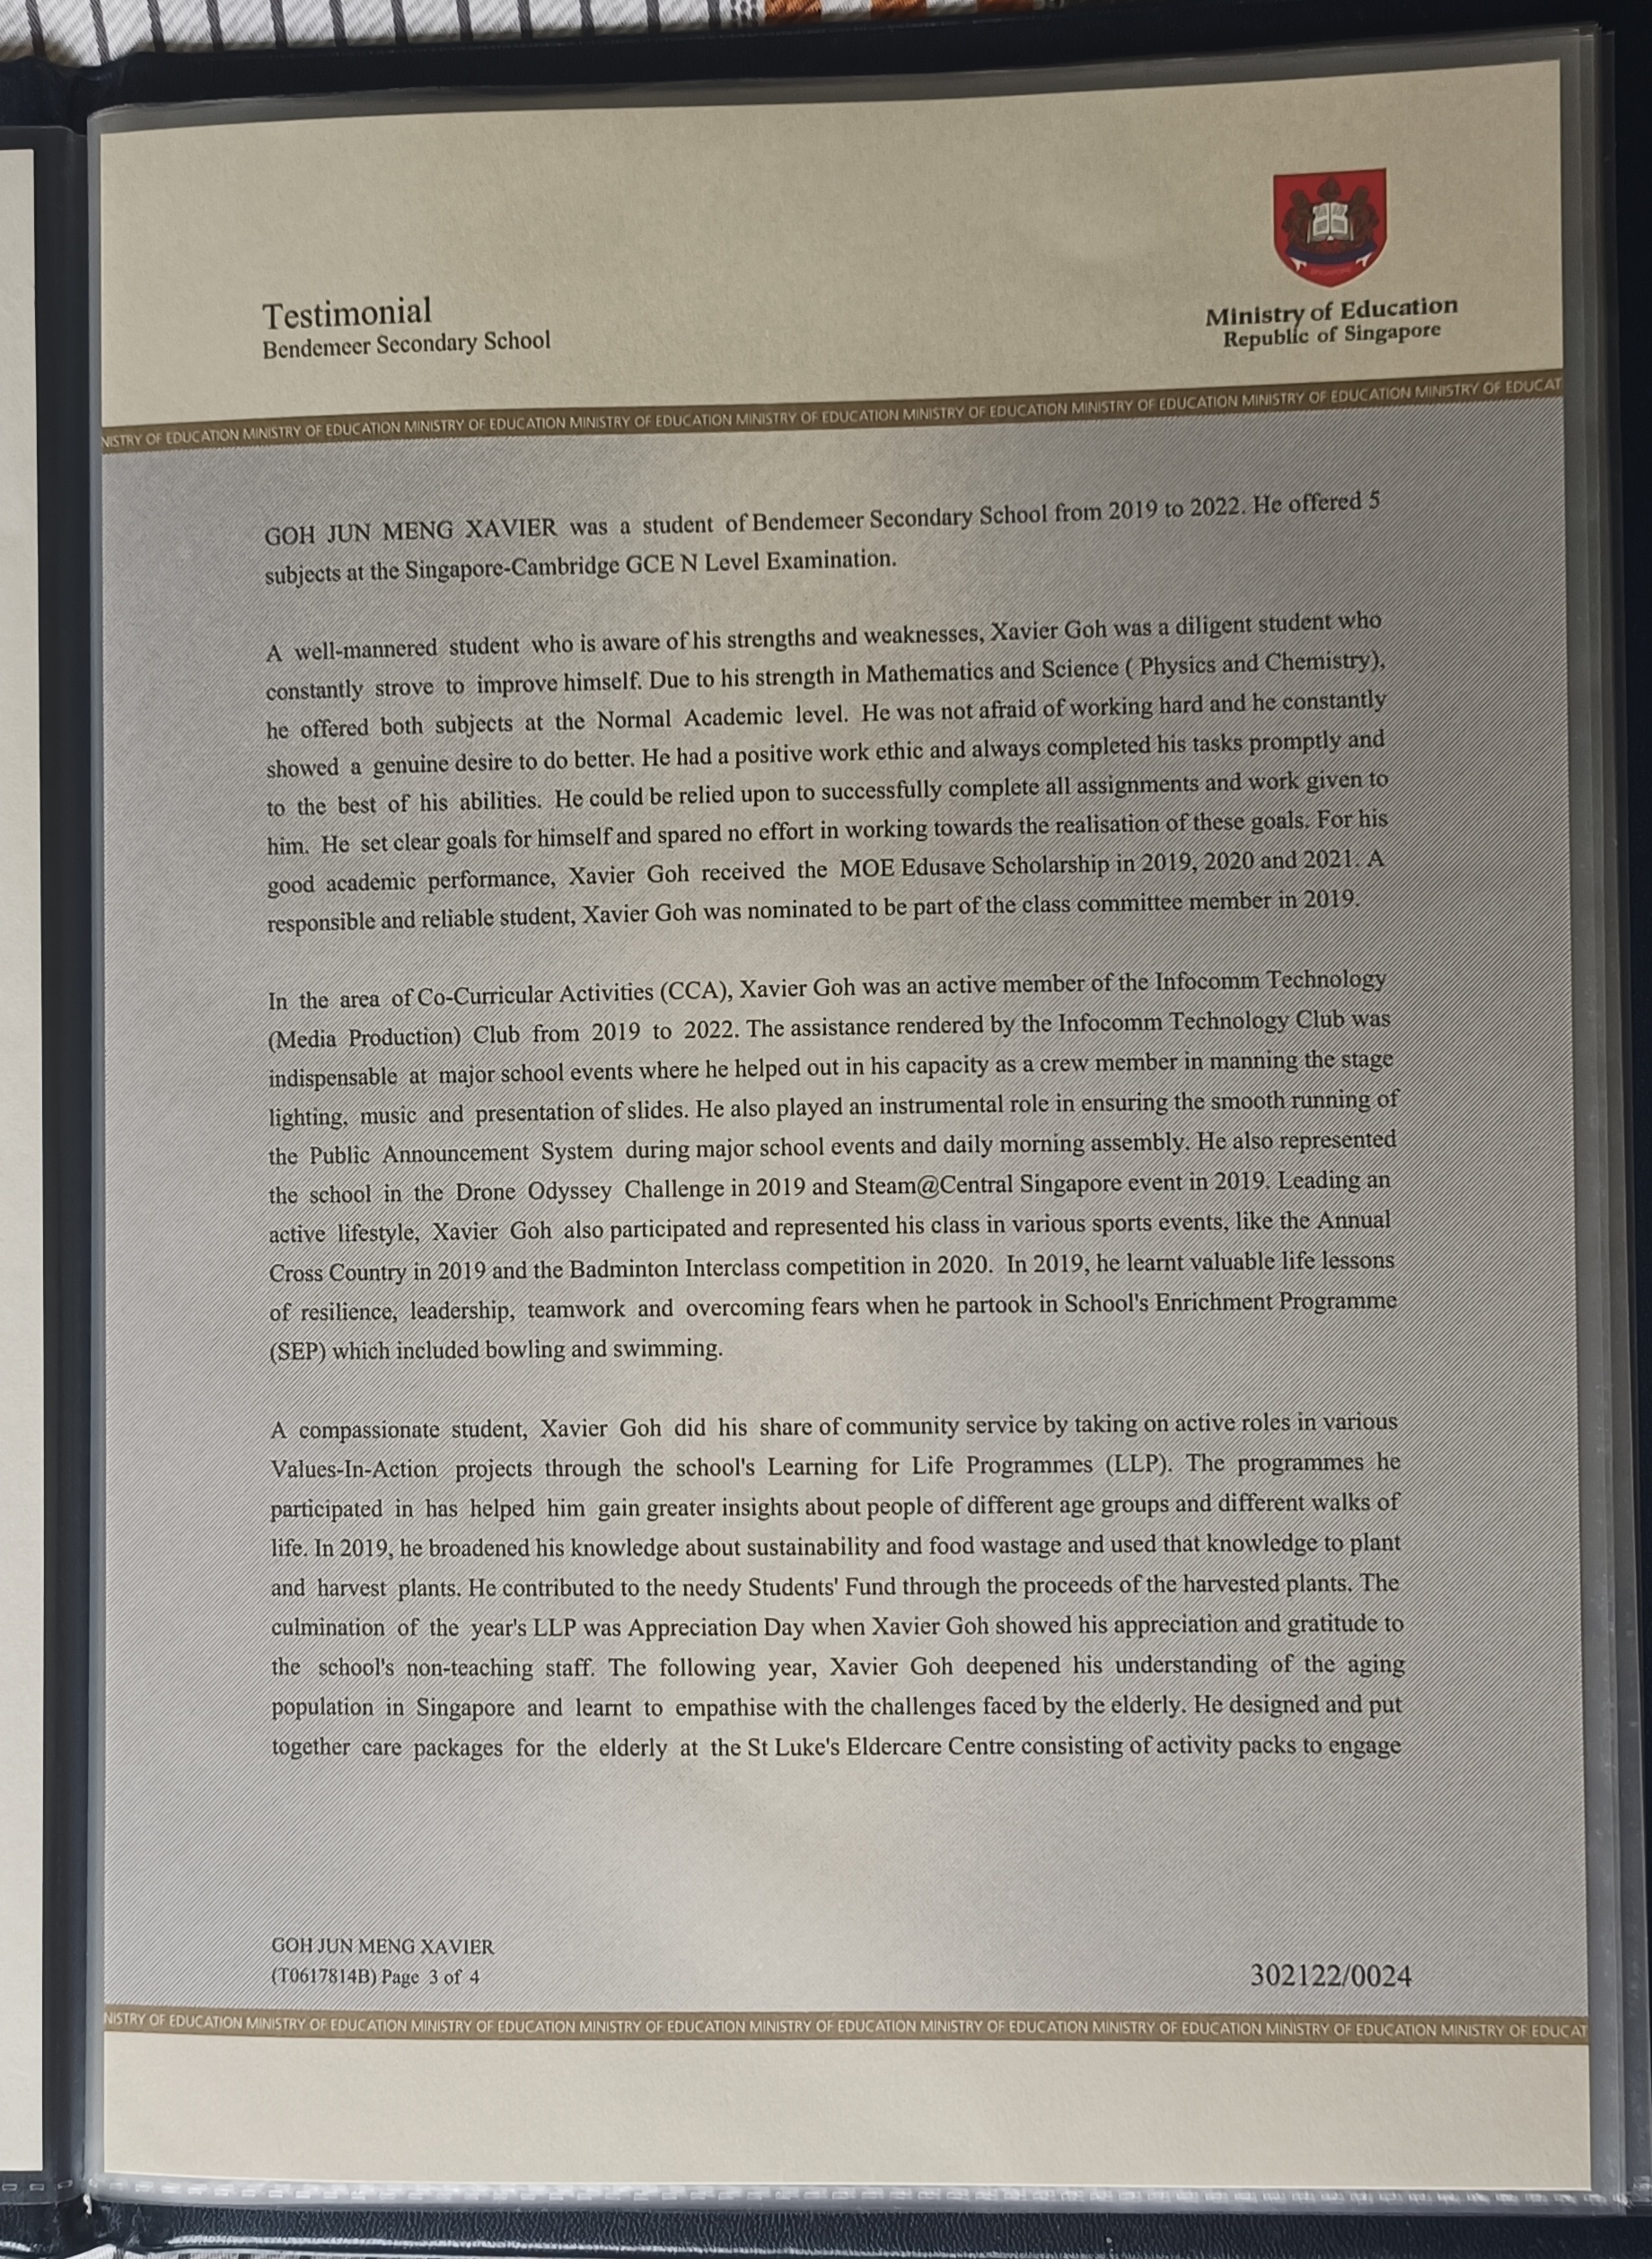 Testimonial
Bendemeer Secondary School
Ministry of Education
Republic of Singapore
NISTRY OF EDUCATION MINISTRY OF EDUCATION MINISTRY OF EDUCATION MINISTRY OF EDUCATION MINISTRY OF EDUCATION MINISTRY OF EDUCATION MINISTRY OF EDUCATION MINISTRY OF EDUCATION MINISTRY OF EDUCAT
GOH JUN MENG XAVIER was a student of Bendemeer Secondary School from 2019 to 2022. He offered 5
subjects at the Singapore-Cambridge GCE N Level Examination.
A well-mannered student who is aware of his strengths and weaknesses, Xavier Goh was a diligent student who
constantly strove to improve himself. Due to his strength in Mathematics and Science ( Physics and Chemistry),
he offered both subjects at the Normal Academic level. He was not afraid of working hard and he constantly
showed a genuine desire to do better. He had a positive work ethic and always completed his tasks promptly and
to the best of his abilities. He could be relied upon to successfully complete all assignments and work given to
him. He set clear goals for himself and spared no effort in working towards the realisation of these goals. For his
good academic performance, Xavier Goh received the MOE Edusave Scholarship in 2019, 2020 and 2021. A
responsible and reliable student, Xavier Goh was nominated to be part of the class committee member in 2019.
In the area of Co-Curricular Activities (CCA), Xavier Goh was an active member of the Infocomm Technology
(Media Production) Club from 2019 to 2022. The assistance rendered by the Infocomm Technology Club was
indispensable at major school events where he helped out in his capacity as a crew member in manning the stage
lighting, music and presentation of slides. He also played an instrumental role in ensuring the smooth running of
the Public Announcement System during major school events and daily morning assembly. He also represented
the school in the Drone Odyssey Challenge in 2019 and Steam@Central Singapore event in 2019. Leading an
active lifestyle, Xavier Goh also participated and represented his class in various sports events, like the Annual
Cross Country in 2019 and the Badminton Interclass competition in 2020. In 2019, he learnt valuable life lessons
of resilience, leadership, teamwork and overcoming fears when he partook in School's Enrichment Programme
(SEP) which included bowling and swimming.
A compassionate student, Xavier Goh did his share of community service by taking on active roles in various
Values-In-Action projects through the school's Learning for Life Programmes (LLP). The programmes he
participated in has helped him gain greater insights about people of different age groups and different walks of
life. In 2019, he broadened his knowledge about sustainability and food wastage and used that knowledge to plant
and harvest plants. He contributed to the needy Students' Fund through the proceeds of the harvested plants. The
culmination of the year's LLP was Appreciation Day when Xavier Goh showed his appreciation and gratitude to
the school's non-teaching staff. The following year, Xavier Goh deepened his understanding of the aging
population in Singapore and learnt to empathise with the challenges faced by the elderly. He designed and put
together care packages for the elderly at the St Luke's Eldercare Centre consisting of activity packs to engage
GOH JUN MENG XAVIER
(T0617814B) Page 3 of 4
302122/0024
NISTRY OF EDUCATION MINISTRY OF EDUCATION MINISTRY OF EDUCATION MINISTRY OF EDUCATION MINISTRY OF EDUCATION MINISTRY OF EDUCATION MINISTRY OF EDUCATION MINISTRY OF EDUCATION MINISTRY OF EDUCAT